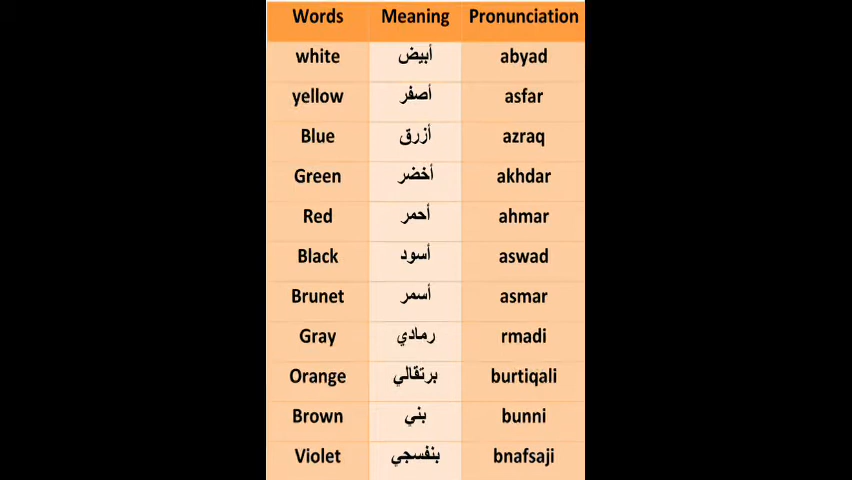 Words Meaning Pronunciation
white أبيض abyad
yellow أصفر asfar
Blue أزرق azraq
Green أخضر akhdar
Red أحمر ahmar
Black أسود aswad
Brunet أسمر asmar
Gray رمادي rmadi
Orange برتقالي burtiqali
Brown بني bunni
Violet بنفسجي bnafsaji